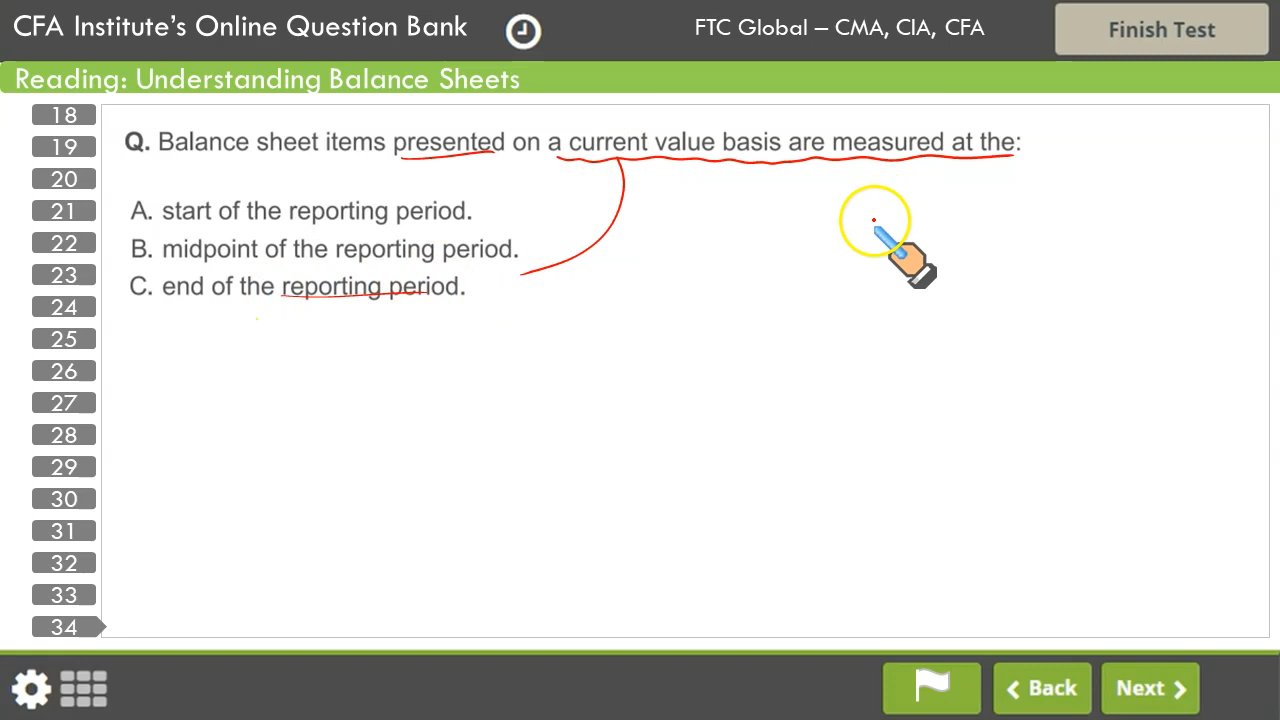 CFA Institute's Online Question Bank
FTC Global – CMA, CIA, CFA
Finish Test
Reading: Understanding Balance Sheets
18
19
20
21
22
23
24
25
26
27
28
29
30
31
32
33
34
Q. Balance sheet items presented on a current value basis are measured at the:
A. start of the reporting period.
B. midpoint of the reporting period.
C. end of the reporting period.
Back
Next